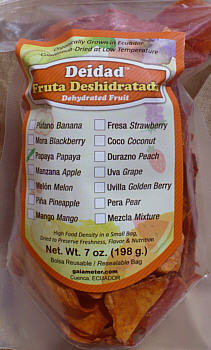 Organically Grown in Ecuador
Condenser-Dried at Low Temperature
Deidad™
Fruta Deshidratada
Dehydrated Fruit
Plátano Banana
Fresa Strawberry
Mora Blackberry
Coco Coconut
Papaya Papaya
Durazno Peach
Manzana Apple
Uva Grape
Melón Melon
Uvilla Golden Berry
Piña Pineapple
Pera Pear
Mango Mango
Mezcla Mixture
High Food Density in a Small Bag,
Dried to Preserve Freshness, Flavor & Nutrition
Net Wt. 7 oz. (198 g.)
Bolsa Reusable / Resealable Bag
gaiameter.com
Cuenca, ECUADOR